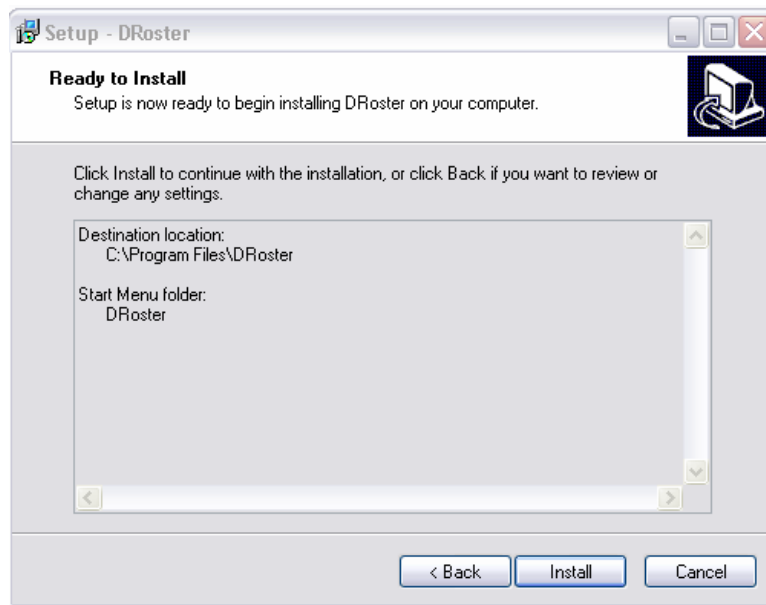 Setup - DRoster
Ready to Install
Setup is now ready to begin installing DRoster on your computer.
Click Install to continue with the installation, or click Back if you want to review or
change any settings.
Destination location:
C:\Program Files\DRoster
Start Menu folder:
DRoster
< Back
Install
Cancel